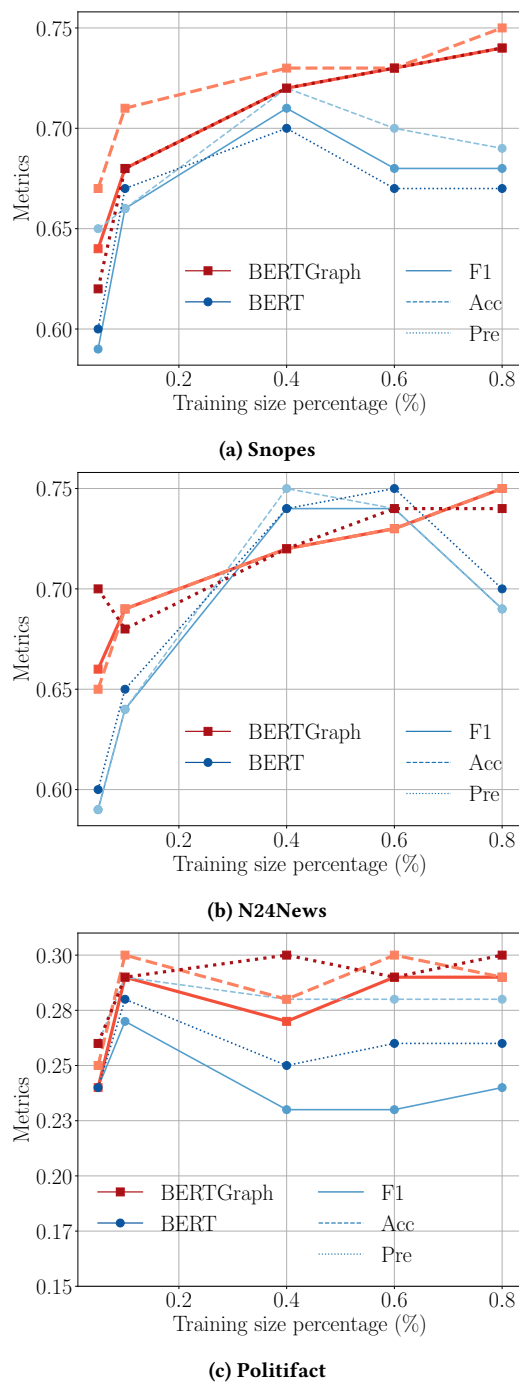 0.75
0.70
0.65
0.60
Metrics
BERTGraph
BERT
F1
Acc
Pre
0.2 0.4 0.6 0.8
Training size percentage (%)
(a) Snopes
0.75
0.70
0.65
0.60
Metrics
BERTGraph
BERT
F1
Acc
Pre
0.2 0.4 0.6 0.8
Training size percentage (%)
(b) N24News
0.30
0.28
0.25
0.23
0.20
0.17
0.15
Metrics
BERTGraph
BERT
F1
Acc
Pre
0.2 0.4 0.6 0.8
Training size percentage (%)
(c) Politifact